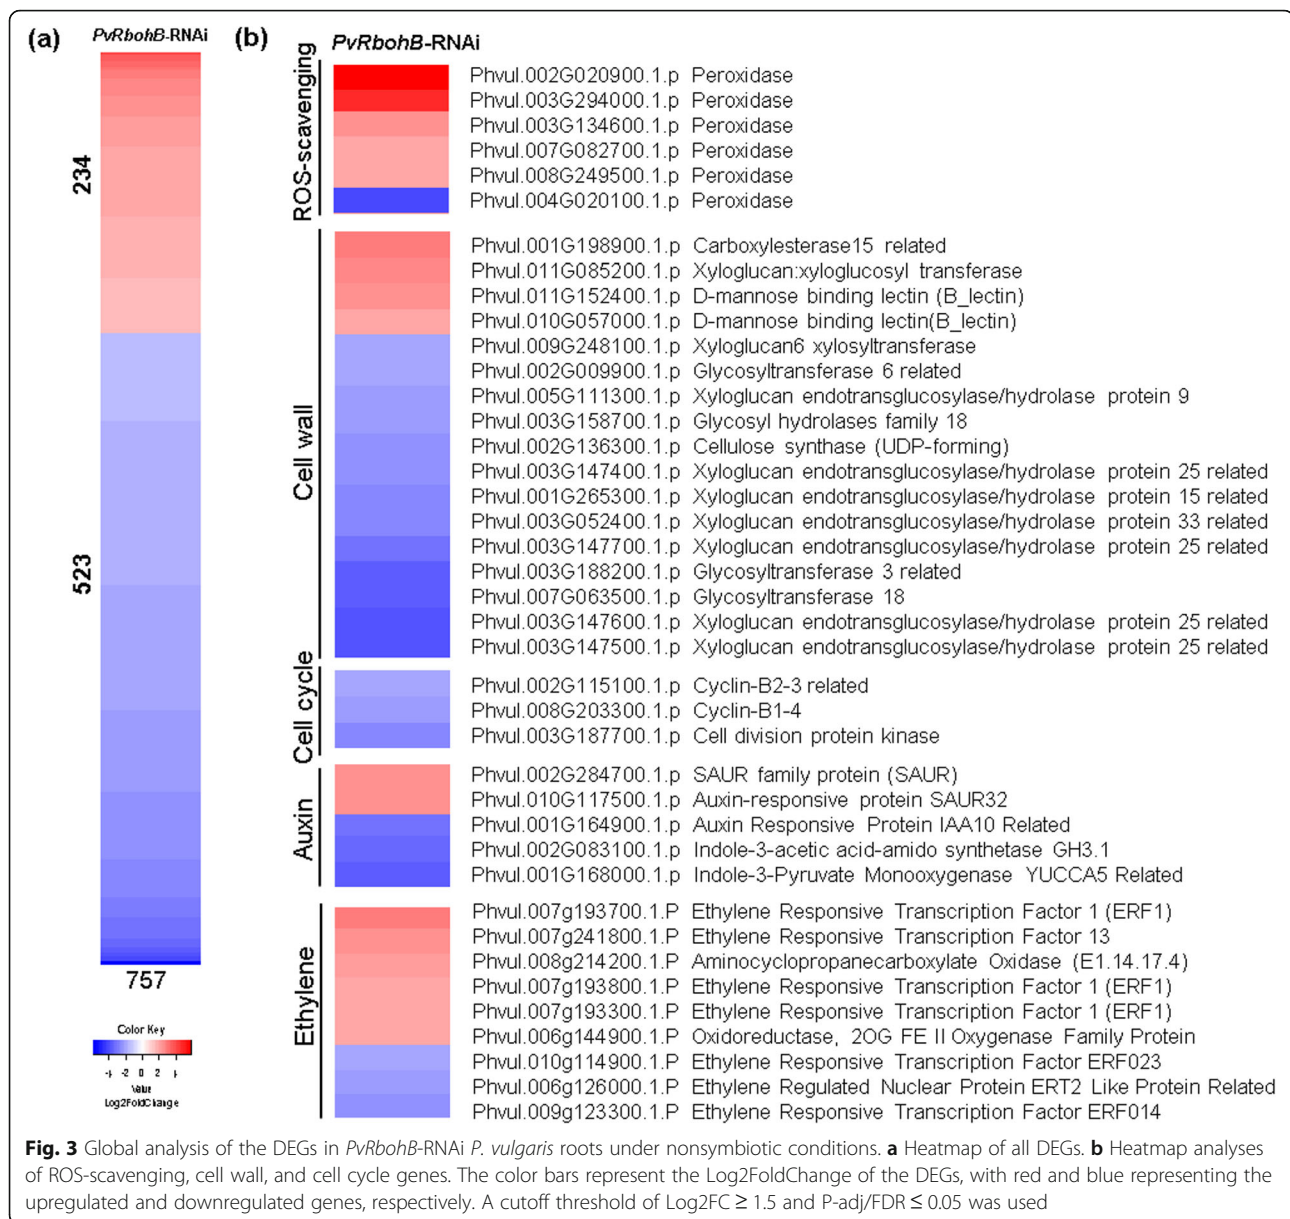 (a)
PvRbohB-RNAi
234
523
757
Color Key
-4 -2 0 2 4
Value
Log2FoldChange
(b)
PvRbohB-RNAi
ROS-scavenging
Phvul.002G020900.1.p Peroxidase
Phvul.003G294000.1.p Peroxidase
Phvul.003G134600.1.p Peroxidase
Phvul.007G082700.1.p Peroxidase
Phvul.008G249500.1.p Peroxidase
Phvul.004G020100.1.p Peroxidase
Cell wall
Phvul.001G198900.1.p Carboxylesterase15 related
Phvul.011G085200.1.p Xyloglucan:xyloglucosyl transferase
Phvul.011G152400.1.p D-mannose binding lectin (B_lectin)
Phvul.010G057000.1.p D-mannose binding lectin(B_lectin)
Phvul.009G248100.1.p Xyloglucan6 xylosyltransferase
Phvul.002G009900.1.p Glycosyltransferase 6 related
Phvul.005G111300.1.p Xyloglucan endotransglucosylase/hydrolase protein 9
Phvul.003G158700.1.p Glycosyl hydrolases family 18
Phvul.002G136300.1.p Cellulose synthase (UDP-forming)
Phvul.003G147400.1.p Xyloglucan endotransglucosylase/hydrolase protein 25 related
Phvul.001G265300.1.p Xyloglucan endotransglucosylase/hydrolase protein 15 related
Phvul.003G052400.1.p Xyloglucan endotransglucosylase/hydrolase protein 33 related
Phvul.003G147700.1.p Xyloglucan endotransglucosylase/hydrolase protein 25 related
Phvul.003G188200.1.p Glycosyltransferase 3 related
Phvul.007G063500.1.p Glycosyltransferase 18
Phvul.003G147600.1.p Xyloglucan endotransglucosylase/hydrolase protein 25 related
Phvul.003G147500.1.p Xyloglucan endotransglucosylase/hydrolase protein 25 related
Cell cycle
Phvul.002G115100.1.p Cyclin-B2-3 related
Phvul.008G203300.1.p Cyclin-B1-4
Phvul.003G187700.1.p Cell division protein kinase
Auxin
Phvul.002G284700.1.p SAUR family protein (SAUR)
Phvul.010G117500.1.p Auxin-responsive protein SAUR32
Phvul.001G164900.1.p Auxin Responsive Protein IAA10 Related
Phvul.002G083100.1.p Indole-3-acetic acid-amido synthetase GH3.1
Phvul.001G168000.1.p Indole-3-Pyruvate Monooxygenase YUCCA5 Related
Ethylene
Phvul.007g193700.1.P Ethylene Responsive Transcription Factor 1 (ERF1)
Phvul.007g241800.1.P Ethylene Responsive Transcription Factor 13
Phvul.008g214200.1.P Aminocyclopropanecarboxylate Oxidase (E1.14.17.4)
Phvul.007g193800.1.P Ethylene Responsive Transcription Factor 1 (ERF1)
Phvul.007g193300.1.P Ethylene Responsive Transcription Factor 1 (ERF1)
Phvul.006g144900.1.P Oxidoreductase, 2OG FE II Oxygenase Family Protein
Phvul.010g114900.1.P Ethylene Responsive Transcription Factor ERF023
Phvul.006g126000.1.P Ethylene Regulated Nuclear Protein ERT2 Like Protein Related
Phvul.009g123300.1.P Ethylene Responsive Transcription Factor ERF014
Fig. 3 Global analysis of the DEGs in PvRbohB-RNAi P. vulgaris roots under nonsymbiotic conditions. a Heatmap of all DEGs. b Heatmap analyses
of ROS-scavenging, cell wall, and cell cycle genes. The color bars represent the Log2FoldChange of the DEGs, with red and blue representing the
upregulated and downregulated genes, respectively. A cutoff threshold of Log2FC ≥ 1.5 and P-adj/FDR ≤ 0.05 was used